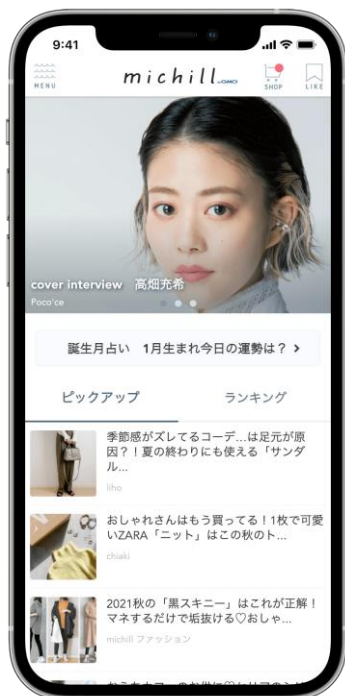 9:41
michill byGMO
MENU
SHOP
LIKE
cover interview 高畑充希
Poco'ce
誕生月占い 1月生まれ今日の運勢は？
ピックアップ
ランキング
季節感がズレてるコーデ…は足元が原
因？！夏の終わりにも使える「サンダ
ル...
liho
おしゃれさんはもう買ってる！1枚で可愛
いZARA「ニット」はこの秋のト...
chiaki
2021秋の「黒スキニー」はこれが正解！
マネするだけで垢抜ける♡おしゃ...
michill ファッション